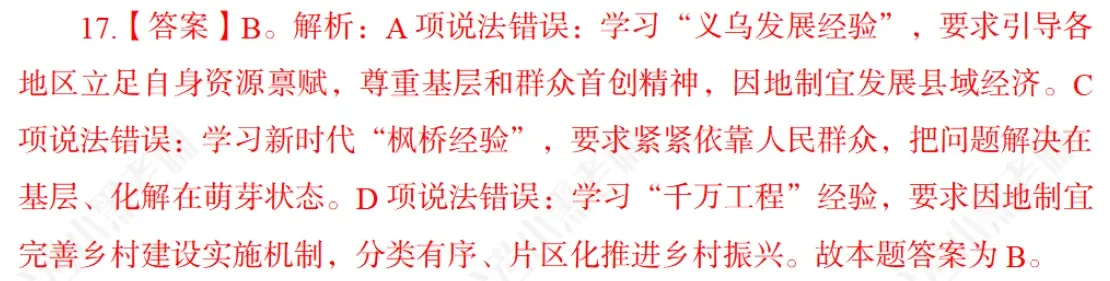 17.【答案】B。解析：A 项说法错误：学习“义乌发展经验”，要求引导各
地区立足自身资源禀赋，尊重基层和群众首创精神，因地制宜发展县域经济。C
项说法错误：学习新时代“枫桥经验”，要求紧紧依靠人民群众，把问题解决在
基层、化解在萌芽状态。D 项说法错误：学习“千万工程”经验，要求因地制宜
完善乡村建设实施机制，分类有序、片区化推进乡村振兴。故本题答案为 B。